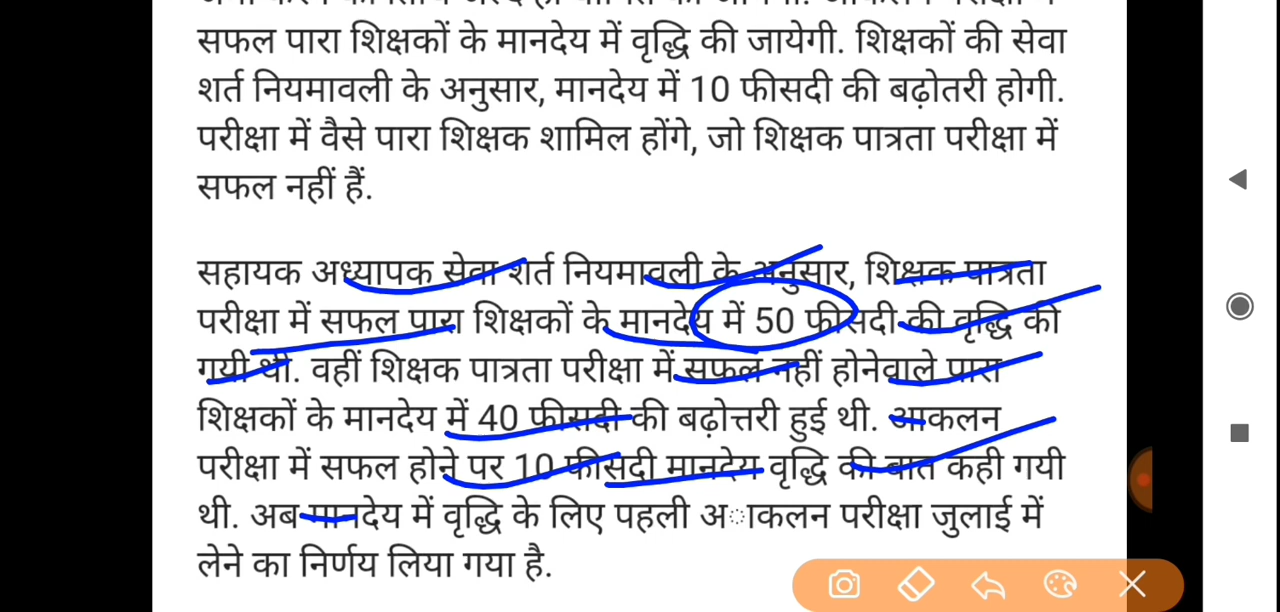 सफल पारा शिक्षकों के मानदेय में वृद्धि की जायेगी. शिक्षकों की सेवा
शर्त नियमावली के अनुसार, मानदेय में 10 फीसदी की बढ़ोतरी होगी.
परीक्षा में वैसे पारा शिक्षक शामिल होंगे, जो शिक्षक पात्रता परीक्षा में
सफल नहीं हैं.
सहायक अध्यापक सेवा शर्त नियमावली के अनुसार, शिक्षक पात्रता
परीक्षा में सफल पारा शिक्षकों के मानदेय में 50 फीसदी की वृद्धि की
गयी थी. वहीं शिक्षक पात्रता परीक्षा में सफल नहीं होनेवाले पारा
शिक्षकों के मानदेय में 40 फीसदी की बढ़ोत्तरी हुई थी. आकलन
परीक्षा में सफल होने पर 10 फीसदी मानदेय वृद्धि की बात कही गयी
थी. अब मानदेय में वृद्धि के लिए पहली अाकलन परीक्षा जुलाई में
लेने का निर्णय लिया गया है.